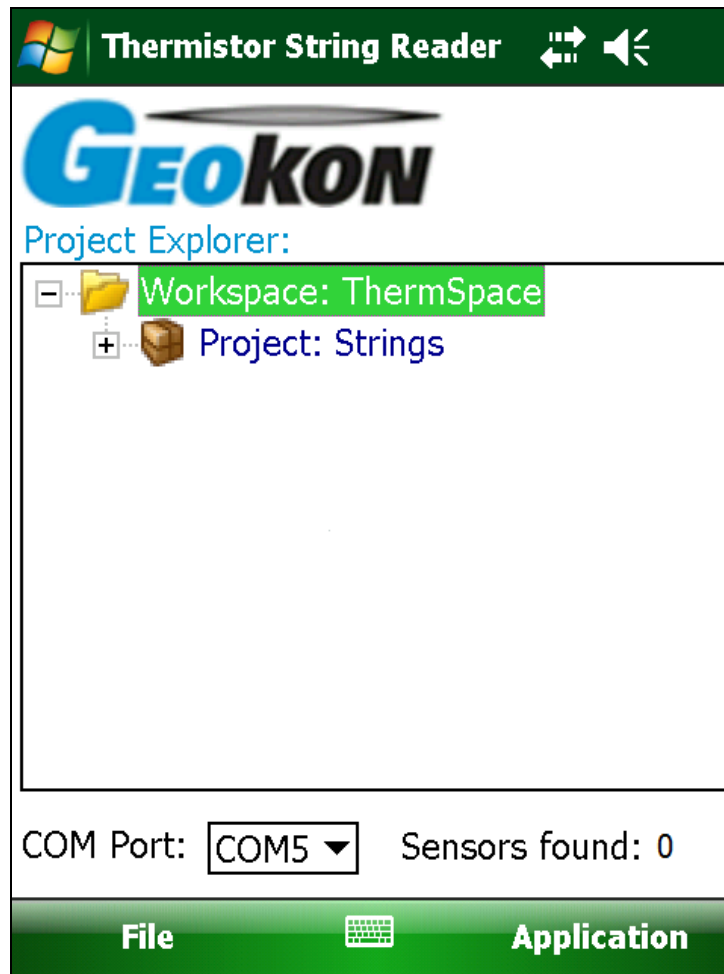 Thermistor String Reader
GEOKON
Project Explorer:
Workspace: ThermSpace
Project: Strings
COM Port: COM5 Sensors found: 0
File Application